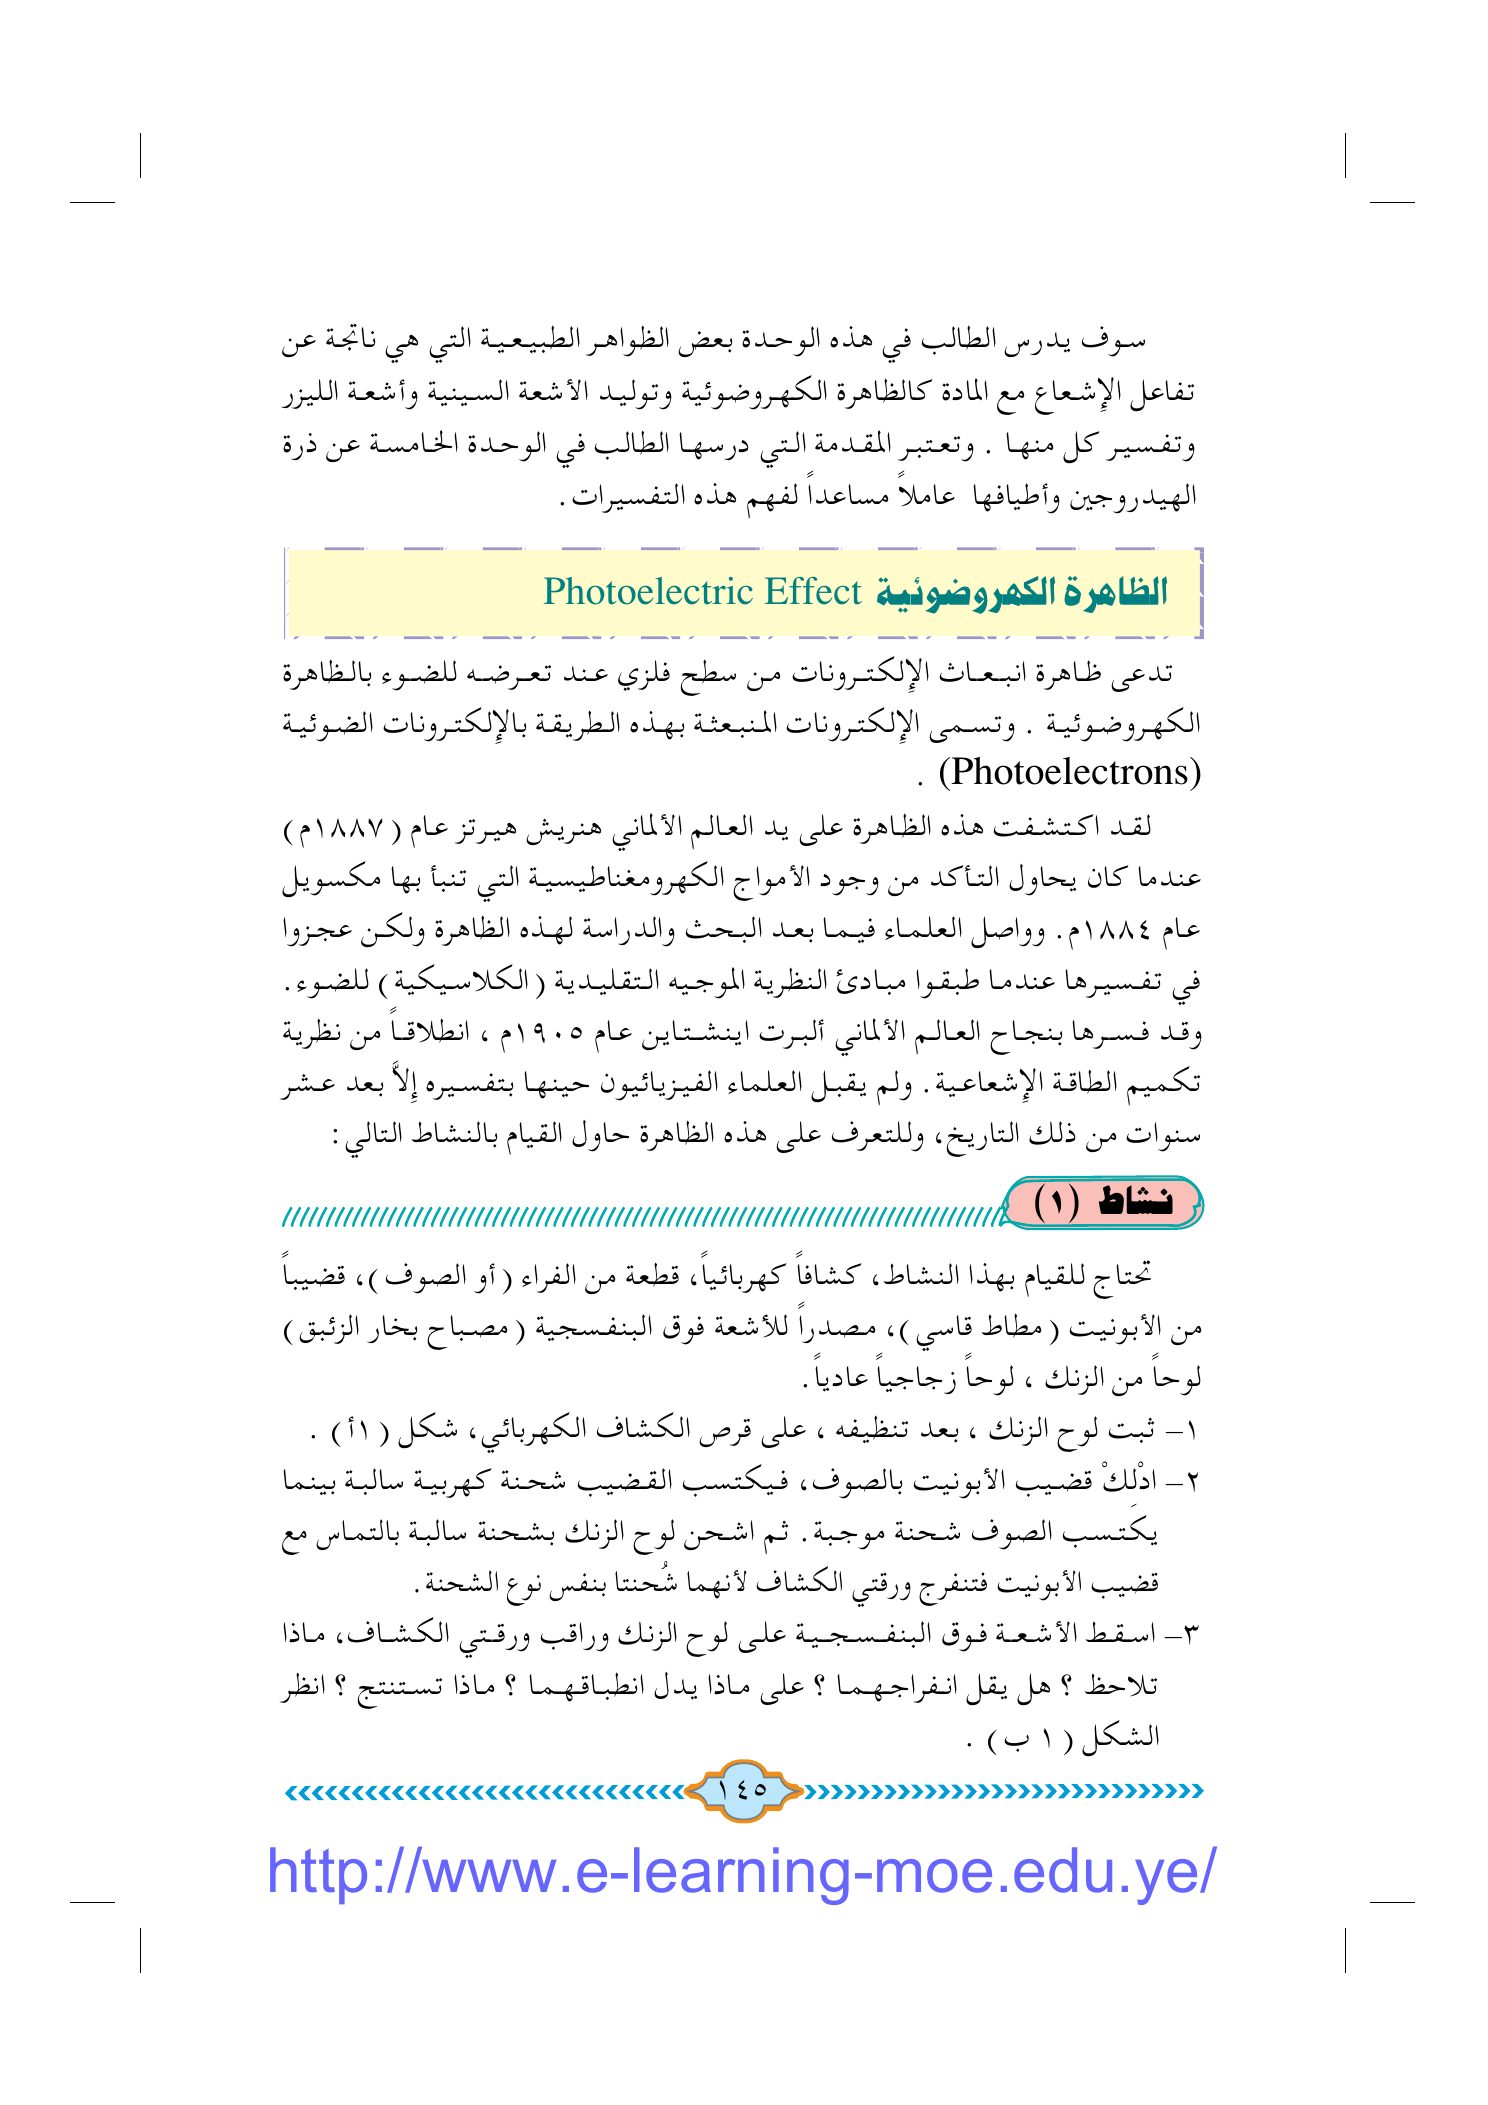 سوف يدرس الطالب في هذه الوحدة بعض الظواهر الطبيعية التي هي ناتجة عن
تفاعل الإشعاع مع المادة كالظاهرة الكهروضوئية وتوليد الأشعة السينية وأشعة الليزر
وتفسير كل منها . وتعتبر المقدمة التي درسها الطالب في الوحدة الخامسة عن ذرة
الهيدروجين وأطيافها عاملاً مساعداً لفهم هذه التفسيرات.
الظاهرة الكهروضوئية Photoelectric Effect
تدعى ظاهرة انبعاث الإلكترونات من سطح فلزي عند تعرضه للضوء بالظاهرة
الكهروضوئية . وتسمى الإلكترونات المنبعثة بهذه الطريقة بالإلكترونات الضوئية
(Photoelectrons) .
لقد اكتشفت هذه الظاهرة على يد العالم الألماني هنريش هيرتز عام (١٨٨٧م)
عندما كان يحاول التأكد من وجود الأمواج الكهرومغناطيسية التي تنبأ بها مكسويل
عام ١٨٨٤م. وواصل العلماء فيما بعد البحث والدراسة لهذه الظاهرة ولكن عجزوا
في تفسيرها عندما طبقوا مبادئ النظرية الموجيه التقليدية (الكلاسيكية) للضوء.
وقد فسرها بنجاح العالم الألماني ألبرت اينشتاين عام ١٩٠٥م ، انطلاقاً من نظرية
تكميم الطاقة الإشعاعية. ولم يقبل العلماء الفيزيائيون حينها بتفسيره إلاَّ بعد عشر
سنوات من ذلك التاريخ، وللتعرف على هذه الظاهرة حاول القيام بالنشاط التالي:
نشاط (١)
تحتاج للقيام بهذا النشاط، كشافاً كهربائياً، قطعة من الفراء (أو الصوف)، قضيباً
من الأبونيت (مطاط قاسي)، مصدراً للأشعة فوق البنفسجية (مصباح بخار الزئبق)
لوحاً من الزنك ، لوحاً زجاجياً عادياً.
١– ثبت لوح الزنك ، بعد تنظيفه ، على قرص الكشاف الكهربائي، شكل (١أ) .
٢– ادْلِكْ قضيب الأبونيت بالصوف، فيكتسب القضيب شحنة كهربية سالبة بينما
يكتسب الصوف شحنة موجبة. ثم اشحن لوح الزنك بشحنة سالبة بالتماس مع
قضيب الأبونيت فتنفرج ورقتي الكشاف لأنهما شُحنتا بنفس نوع الشحنة.
٣– اسقط الأشعة فوق البنفسجية على لوح الزنك وراقب ورقتي الكشاف، ماذا
تلاحظ ؟ هل يقل انفراجهما ؟ على ماذا يدل انطباقهما ؟ ماذا تستنتج ؟ انظر
الشكل (١ ب) .
١٤٥
http://www.e-learning-moe.edu.ye/